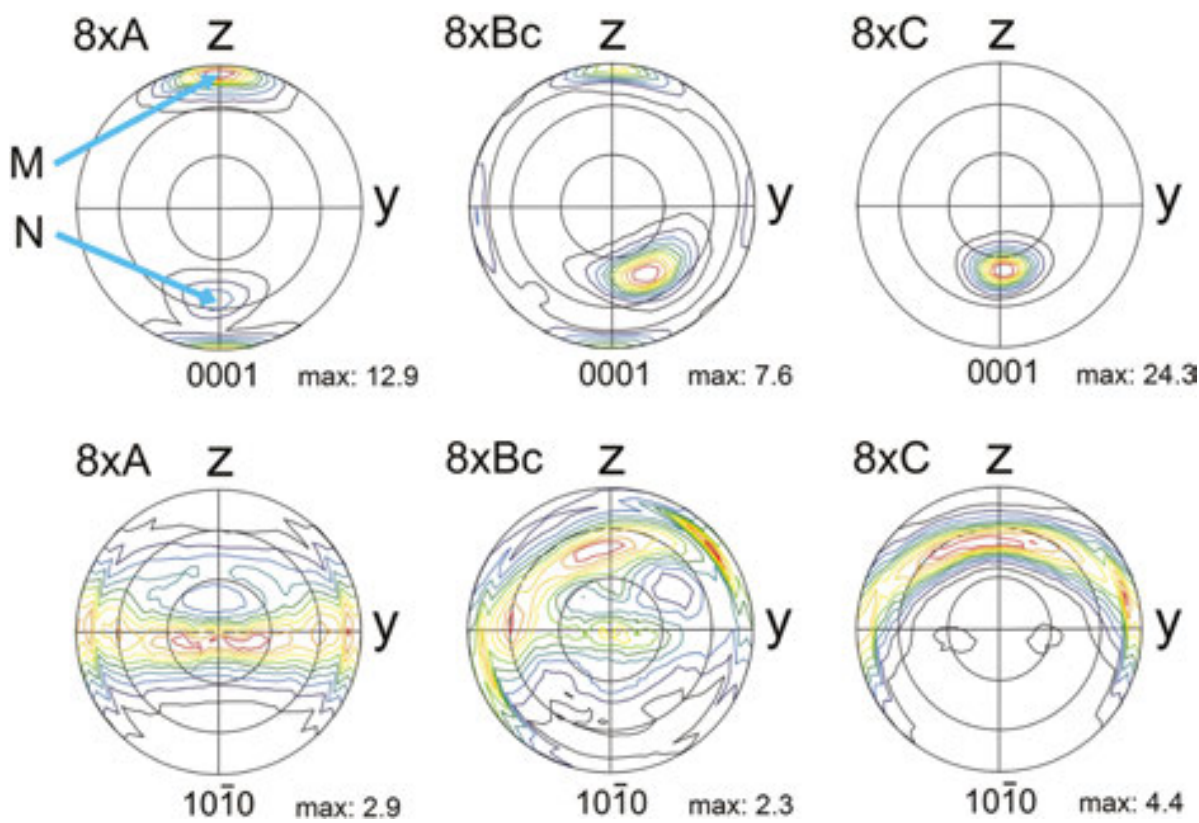 8xA z 8xBc z 8xC z
M
N
y y y
0001 max: 12.9 0001 max: 7.6 0001 max: 24.3
8xA z 8xBc z 8xC z
y y y
101̄0 max: 2.9 101̄0 max: 2.3 101̄0 max: 4.4